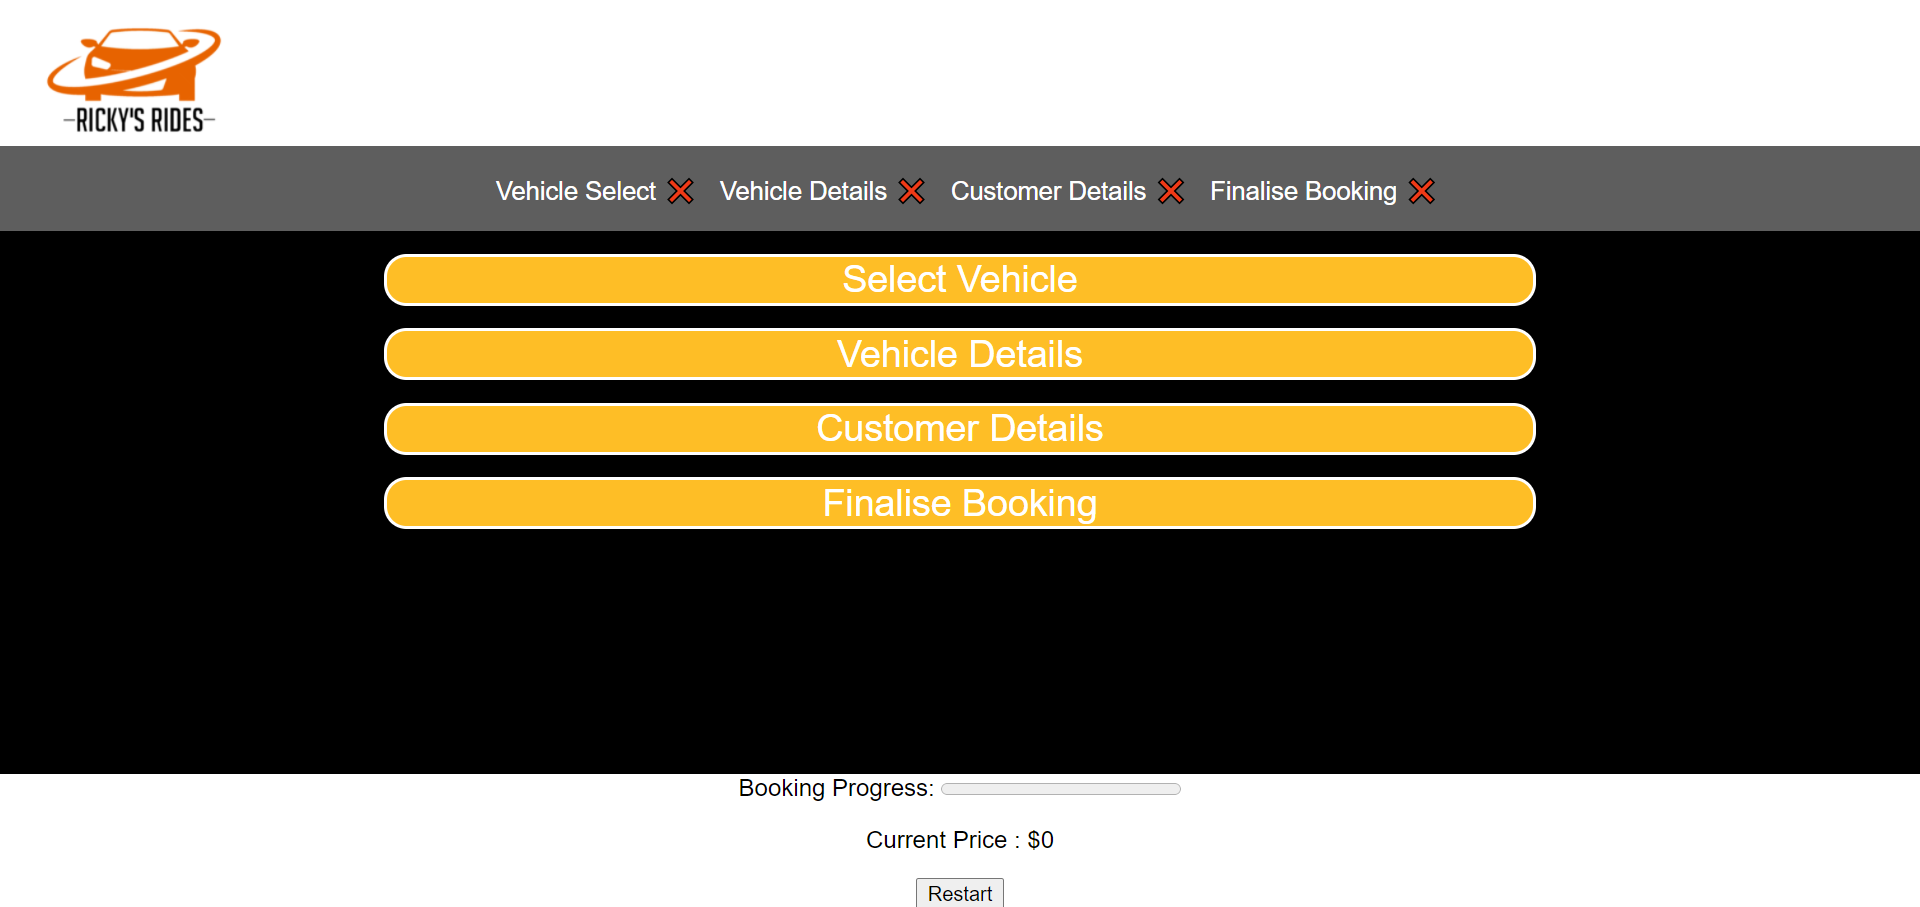 -RICKY'S RIDES-
Vehicle Select ❌ Vehicle Details ❌ Customer Details ❌ Finalise Booking ❌
Select Vehicle
Vehicle Details
Customer Details
Finalise Booking
Booking Progress:
Current Price : $0
Restart